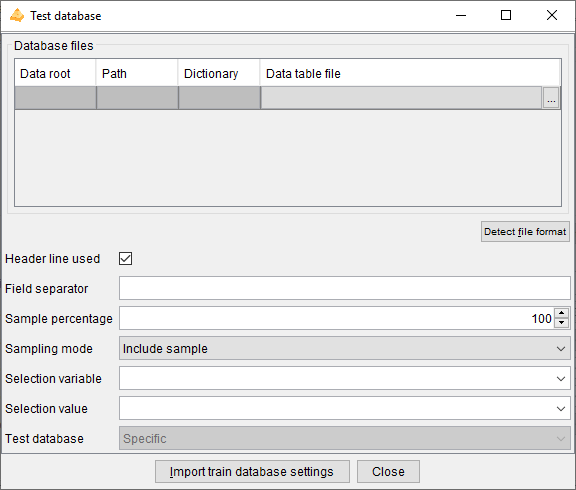 Test database
Database files
Data root Path Dictionary Data table file
...
Detect file format
Header line used
Field separator
Sample percentage 100
Sampling mode Include sample
Selection variable
Selection value
Test database Specific
Import train database settings Close